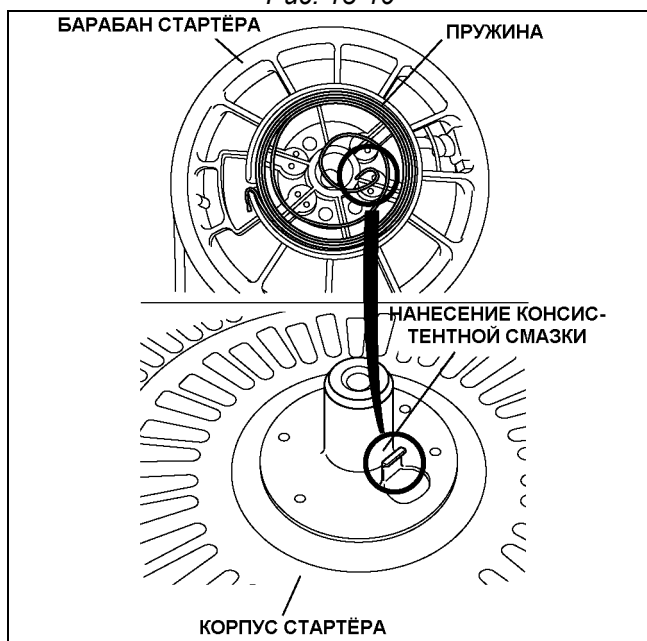 БАРАБАН СТАРТЁРА
ПРУЖИНА
НАНЕСЕНИЕ КОНСИС-
ТЕНТНОЙ СМАЗКИ
КОРПУС СТАРТЁРА